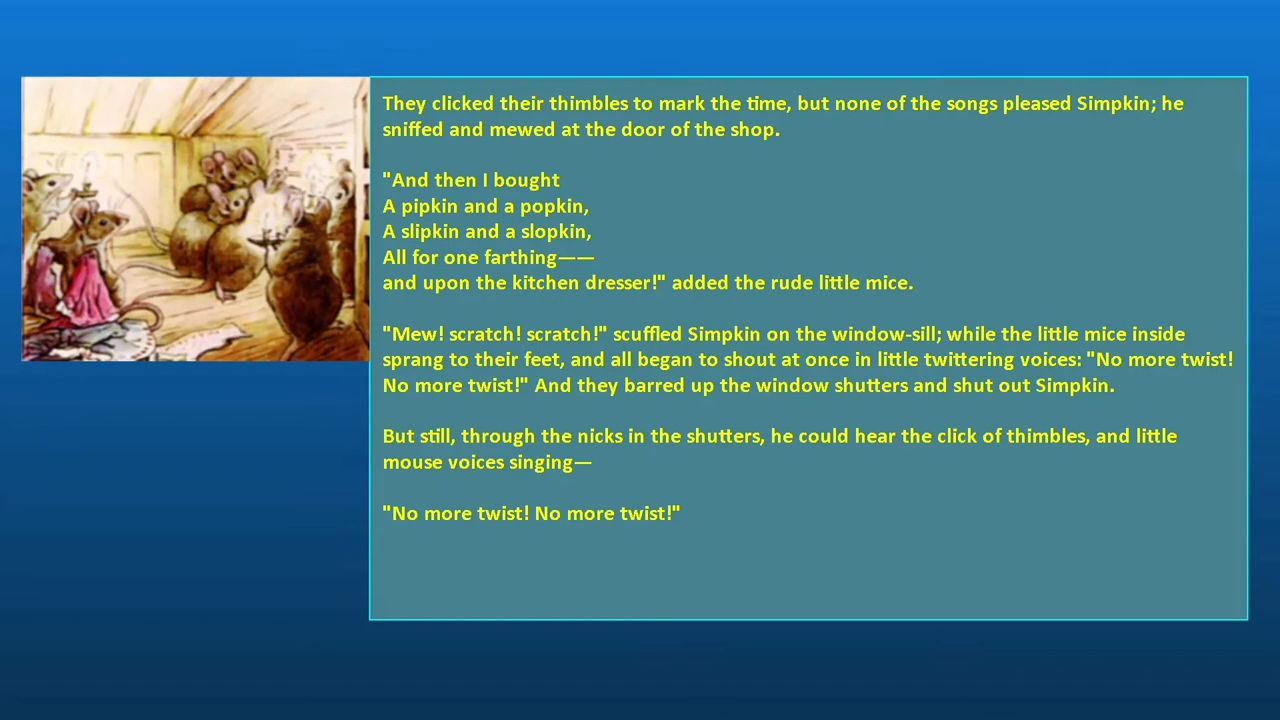 They clicked their thimbles to mark the time, but none of the songs pleased Simpkin; he
sniffed and mewed at the door of the shop.
"And then I bought
A pipkin and a popkin,
A slipkin and a slopkin,
All for one farthing——
and upon the kitchen dresser!" added the rude little mice.
"Mew! scratch! scratch!" scuffled Simpkin on the window-sill; while the little mice inside
sprang to their feet, and all began to shout at once in little twittering voices: "No more twist!
No more twist!" And they barred up the window shutters and shut out Simpkin.
But still, through the nicks in the shutters, he could hear the click of thimbles, and little
mouse voices singing—
"No more twist! No more twist!"